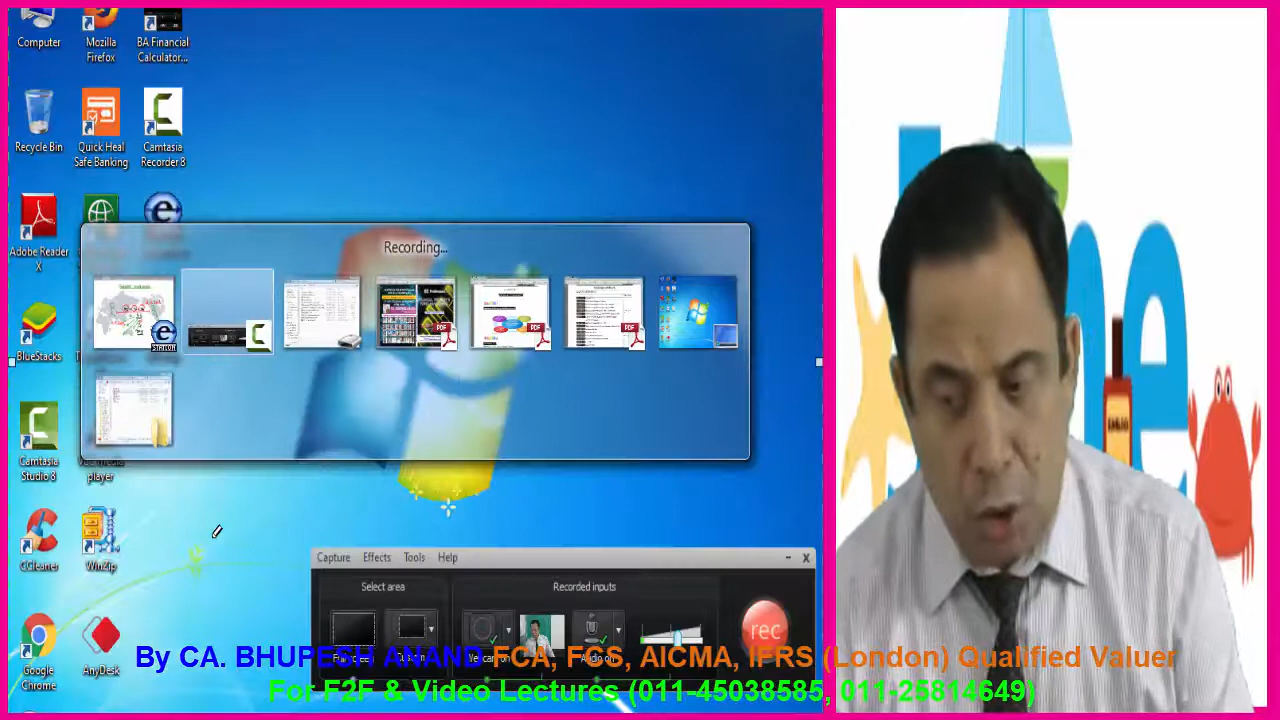 Computer
Mozilla
Firefox
BA Financial
Calculator...
Recycle Bin
Quick Heal
Safe Banking
Camtasia
Recorder 8
Adobe Reader
X
Recording...
BlueStacks
Camtasia
Studio 8
player
CCleaner
WinZip
Google
Chrome
AnyDesk
Capture Effects Tools Help
Select area
Recorded inputs
rec
By CA. BHUPESH ANAND FCA, FCS, AICMA, IFRS (London) Qualified Valuer
For F2F & Video Lectures (011-45038585, 011-25814649)